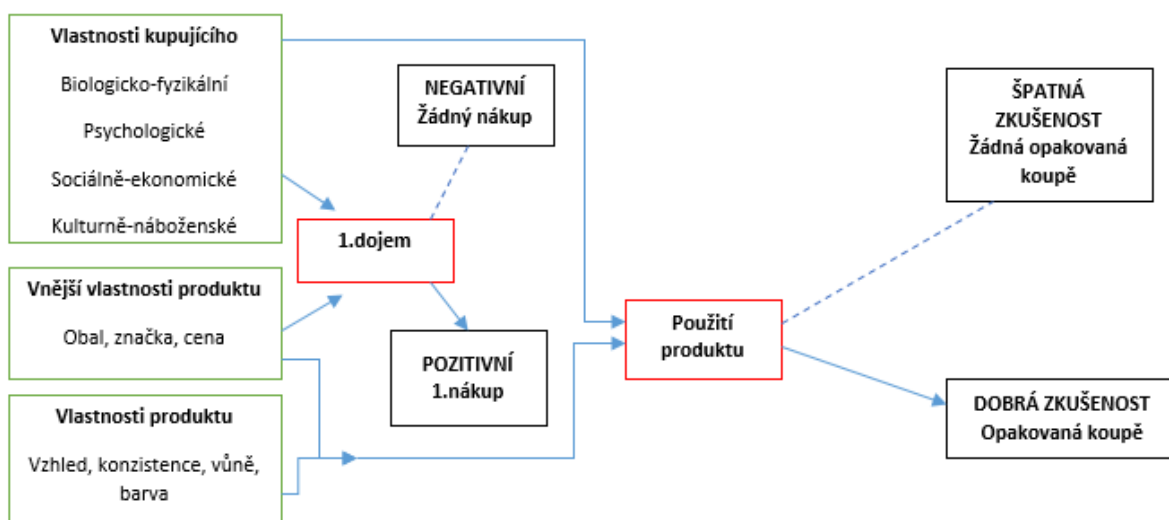 Vlastnosti kupujícího
Biologicko-fyzikální
Psychologické
Sociálně-ekonomické
Kulturně-náboženské
NEGATIVNÍ
Žádný nákup
ŠPATNÁ
ZKUŠENOST
Žádná opakovaná
koupě
1.dojem
Vnější vlastnosti produktu
Obal, značka, cena
Použití
produktu
POZITIVNÍ
1.nákup
Vlastnosti produktu
Vzhled, konzistence, vůně,
barva
DOBRÁ ZKUŠENOST
Opakovaná koupě